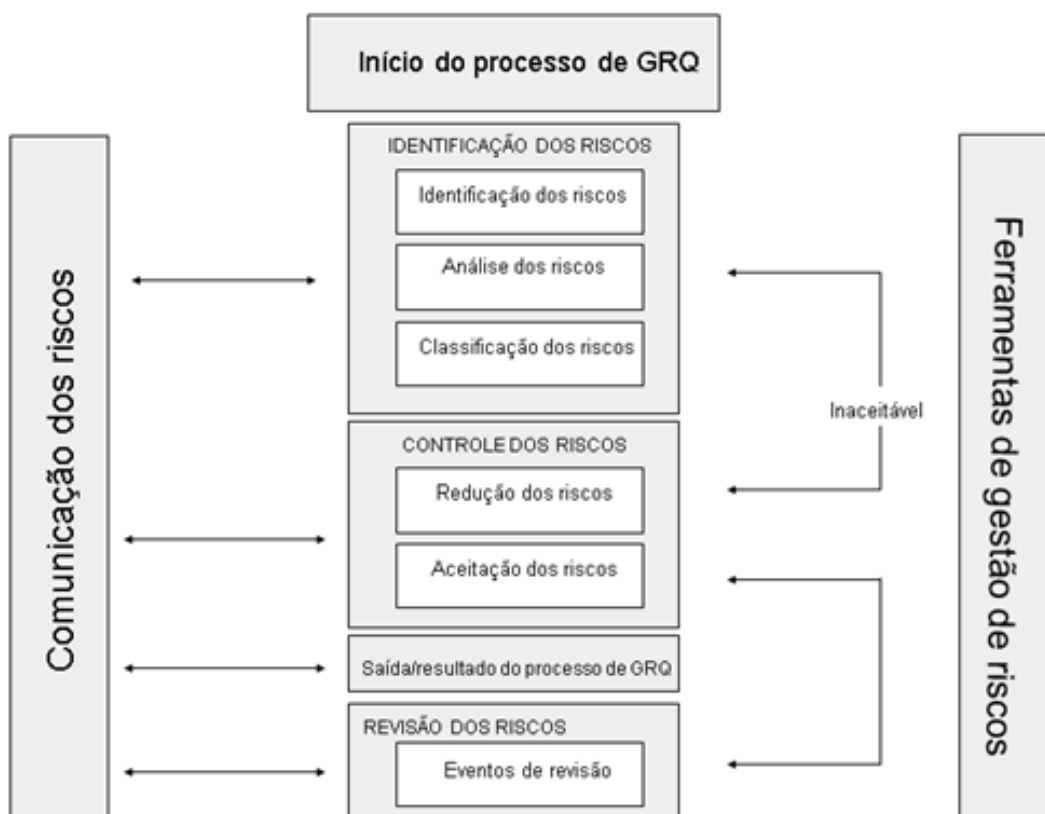 Início do processo de GRQ
Comunicação dos riscos
IDENTIFICAÇÃO DOS RISCOS
Identificação dos riscos
Análise dos riscos
Classificação dos riscos
Inaceitável
CONTROLE DOS RISCOS
Redução dos riscos
Aceitação dos riscos
Saída/resultado do processo de GRQ
REVISÃO DOS RISCOS
Eventos de revisão
Ferramentas de gestão de riscos